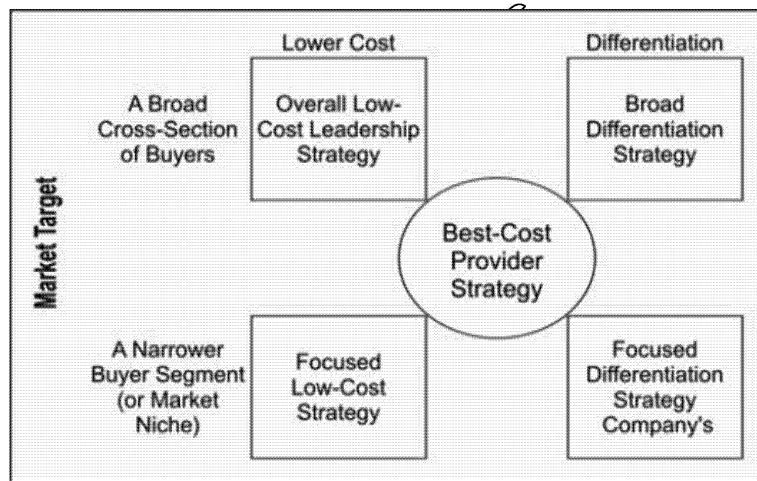 Lower Cost
Differentiation
A Broad
Cross-Section
of Buyers
Overall Low-
Cost Leadership
Strategy
Broad
Differentiation
Strategy
Market Target
Best-Cost
Provider
Strategy
A Narrower
Buyer Segment
(or Market
Niche)
Focused
Low-Cost
Strategy
Focused
Differentiation
Strategy
Company's